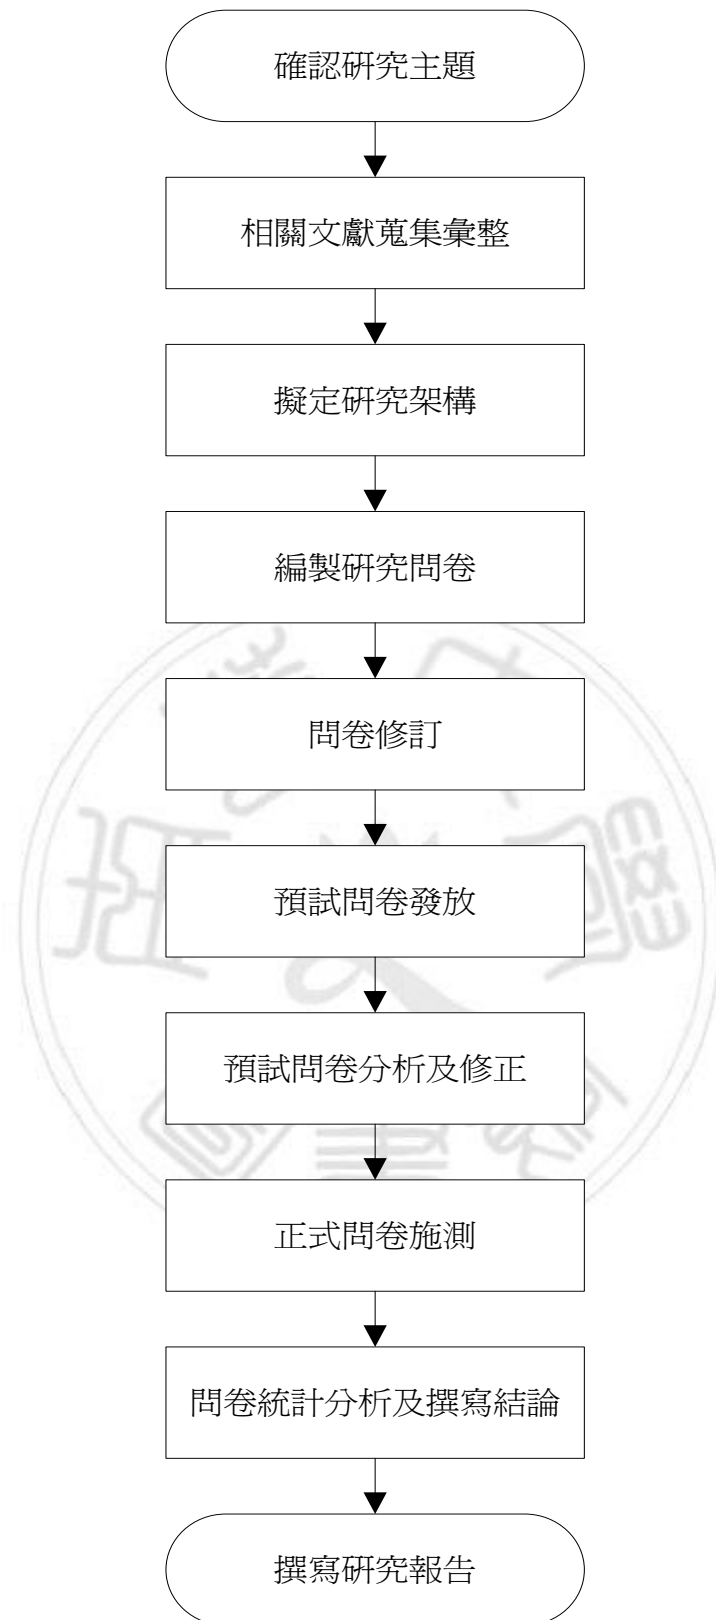 確認研究主題
相關文獻蒐集彙整
擬定研究架構
編製研究問卷
問卷修訂
預試問卷發放
預試問卷分析及修正
正式問卷施測
問卷統計分析及撰寫結論
撰寫研究報告